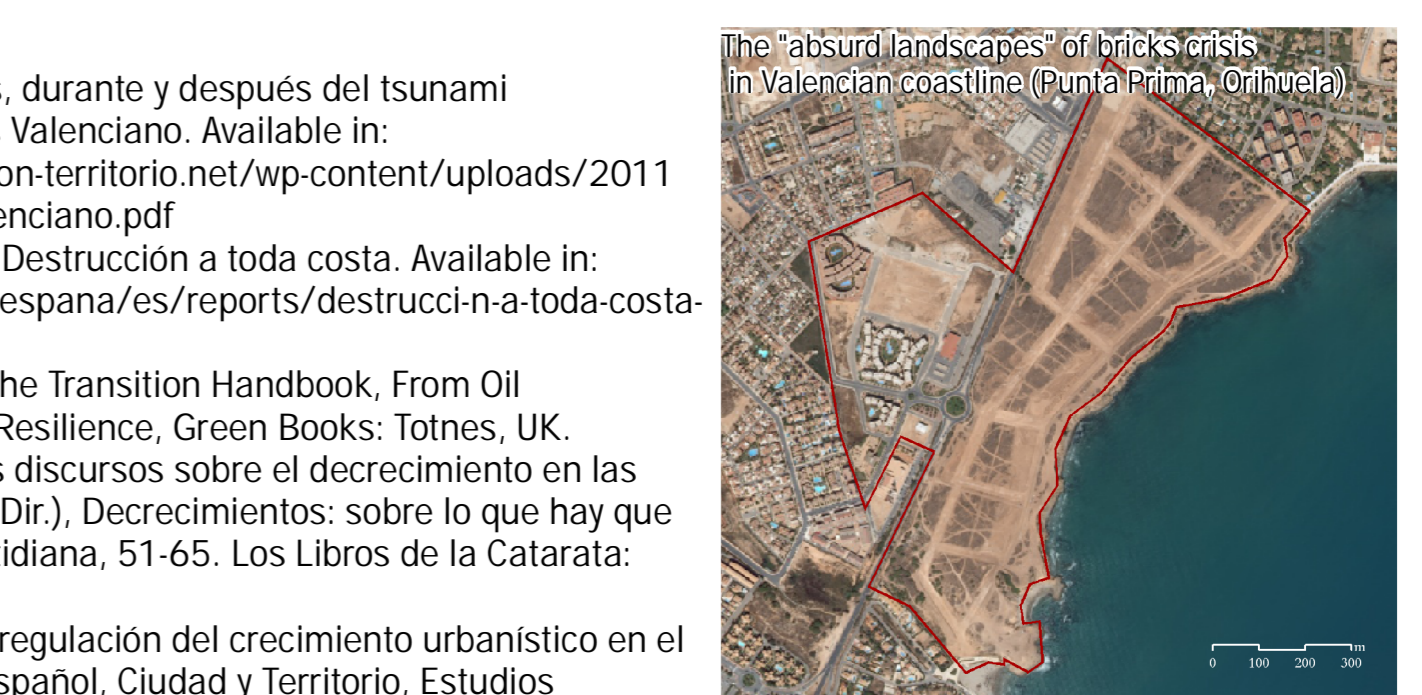 s, durante y después del tsunami
s Valenciano. Available in:
on-territorio.net/wp-content/uploads/2011
enciano.pdf
Destrucción a toda costa. Available in:
espana/es/reports/destrucci-n-a-toda-costa-
he Transition Handbook, From Oil
Resilience, Green Books: Totnes, UK.
s discursos sobre el decrecimiento en las
Dir.), Decrecimientos: sobre lo que hay que
tidiana, 51-65. Los Libros de la Catarata:
regulación del crecimiento urbanístico en el
spañol, Ciudad y Territorio, Estudios
The "absurd landscapes" of bricks crisis
in Valencian coastline (Punta Prima, Orihuela)
m
0 100 200 300